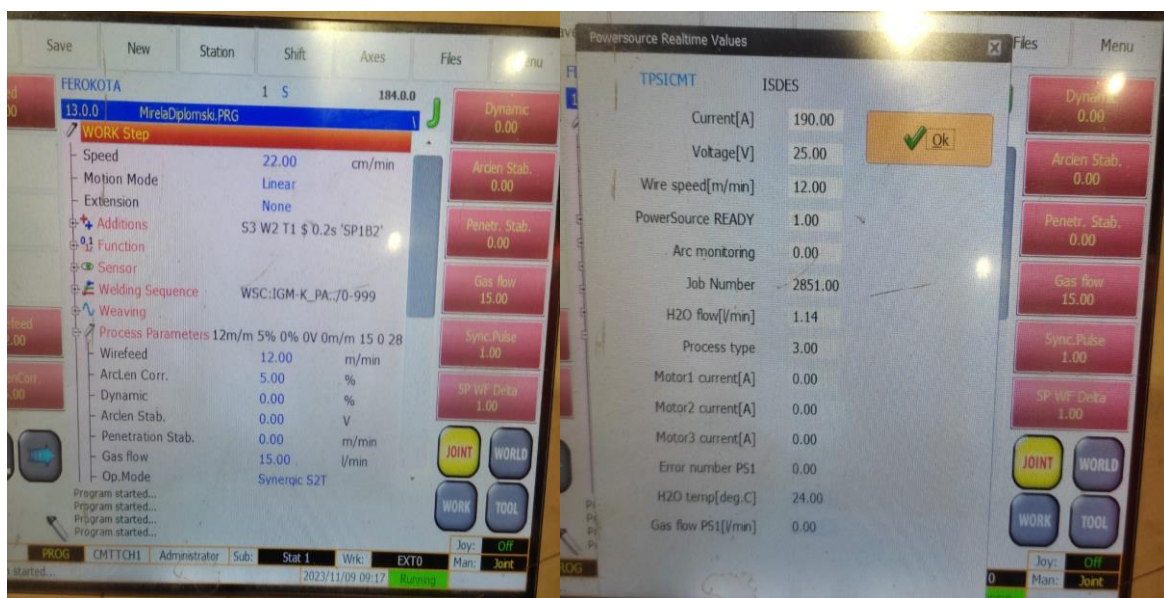 Save New Station Shift Axes Files
FEROKOTA 1 S 184.0.0
13.0.0 MirelaDiplomski.PRG
WORK Step
Speed 22.00 cm/min
Motion Mode Linear
Extension None
Additions S3 W2 T1 $ 0.2s 'SP1B2'
Function
Sensor
Welding Sequence WSC:IGM-K_PA:./0-999
Weaving
Process Parameters 12m/m 5% 0% 0V 0m/m 15 0 28
Wirefeed 12.00 m/min
ArcLen Corr. 5.00 %
Dynamic 0.00 %
Arclen Stab. 0.00 V
Penetration Stab. 0.00 m/min
Gas flow 15.00 l/min
Op.Mode Synergic S2T
Program started...
Program started...
Program started...
Program started...
Dynamic
0.00
Arclen Stab.
0.00
Penetr. Stab.
0.00
Gas flow
15.00
Sync.Pulse
1.00
SP WF Delta
1.00
JOINT WORLD
WORK TOOL
PROG CMTTCH1 Administrator Sub: Stat 1 Wrk: EXT0
Joy: Off
Man: Joint
2023/11/09 09:17 Running
Powersource Realtime Values
Files Menu
TPSICMT ISDES
Current[A] 190.00
Ok
Voltage[V] 25.00
Wire speed[m/min] 12.00
PowerSource READY 1.00
Arc monitoring 0.00
Job Number 2851.00
H2O flow[l/min] 1.14
Process type 3.00
Motor1 current[A] 0.00
Motor2 current[A] 0.00
Motor3 current[A] 0.00
Error number PS1 0.00
H2O temp[deg.C] 24.00
Gas flow PS1[l/min] 0.00
Dynamic
0.00
Arclen Stab.
0.00
Penetr. Stab.
0.00
Gas flow
15.00
Sync.Pulse
1.00
SP WF Delta
1.00
JOINT WORLD
WORK TOOL
Joy: Off
Man: Joint